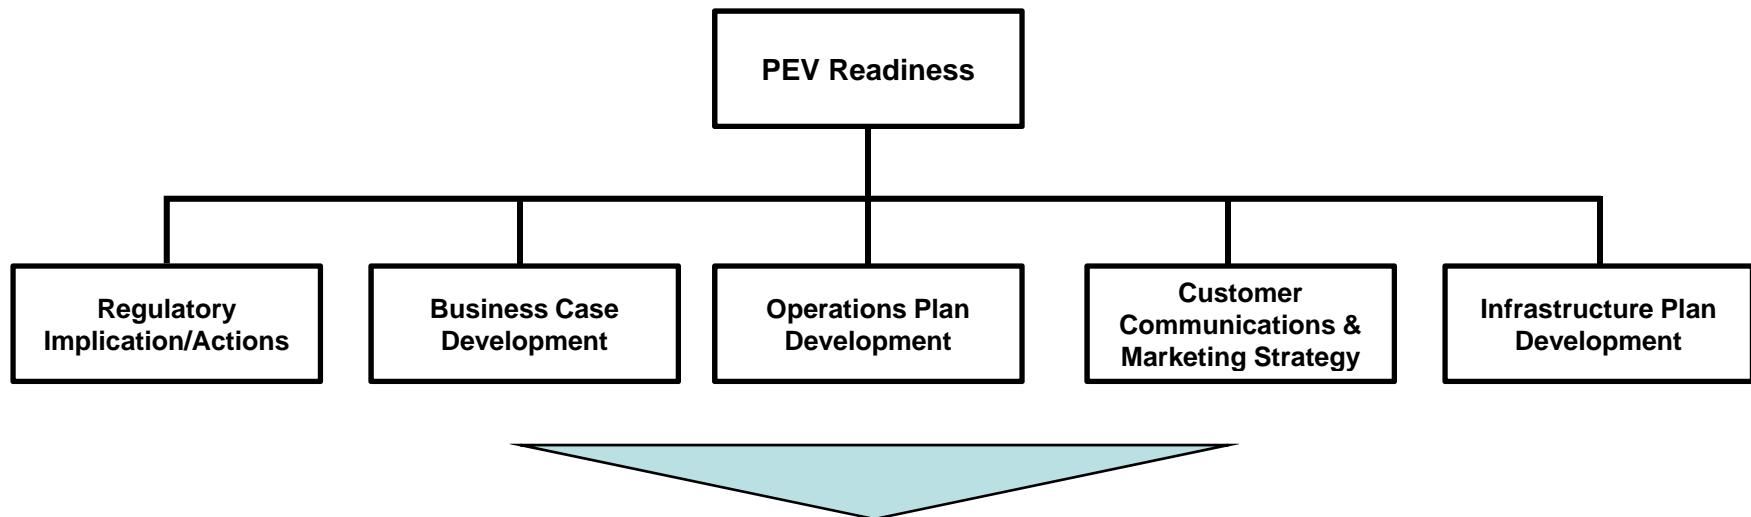 PEV Readiness
Regulatory
Implication/Actions
Business Case
Development
Operations Plan
Development
Customer
Communications &
Marketing Strategy
Infrastructure Plan
Development